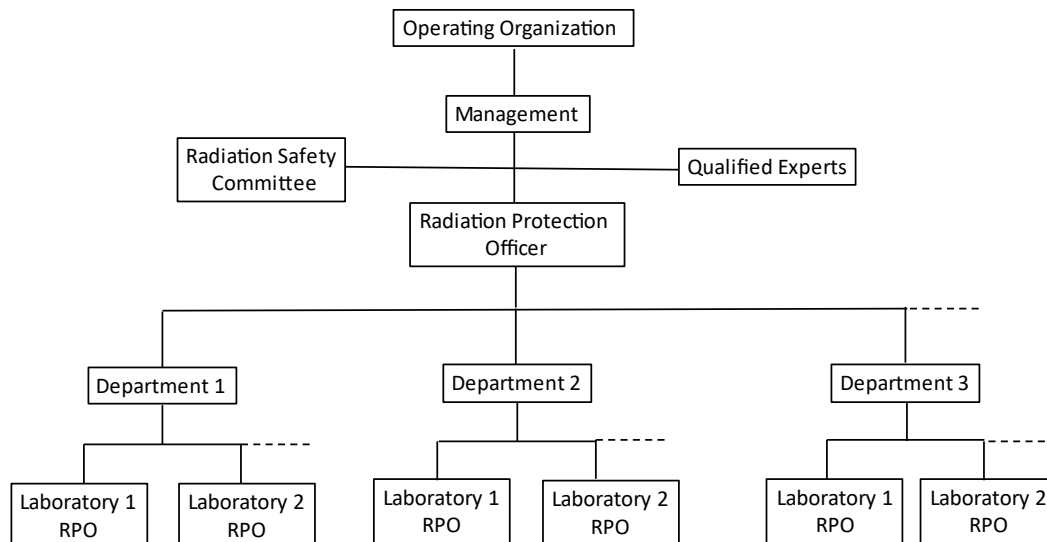 Operating Organization
Management
Radiation Safety
Committee
Qualified Experts
Radiation Protection
Officer
Department 1
Department 2
Department 3
Laboratory 1
RPO
Laboratory 2
RPO
Laboratory 1
RPO
Laboratory 2
RPO
Laboratory 1
RPO
Laboratory 2
RPO